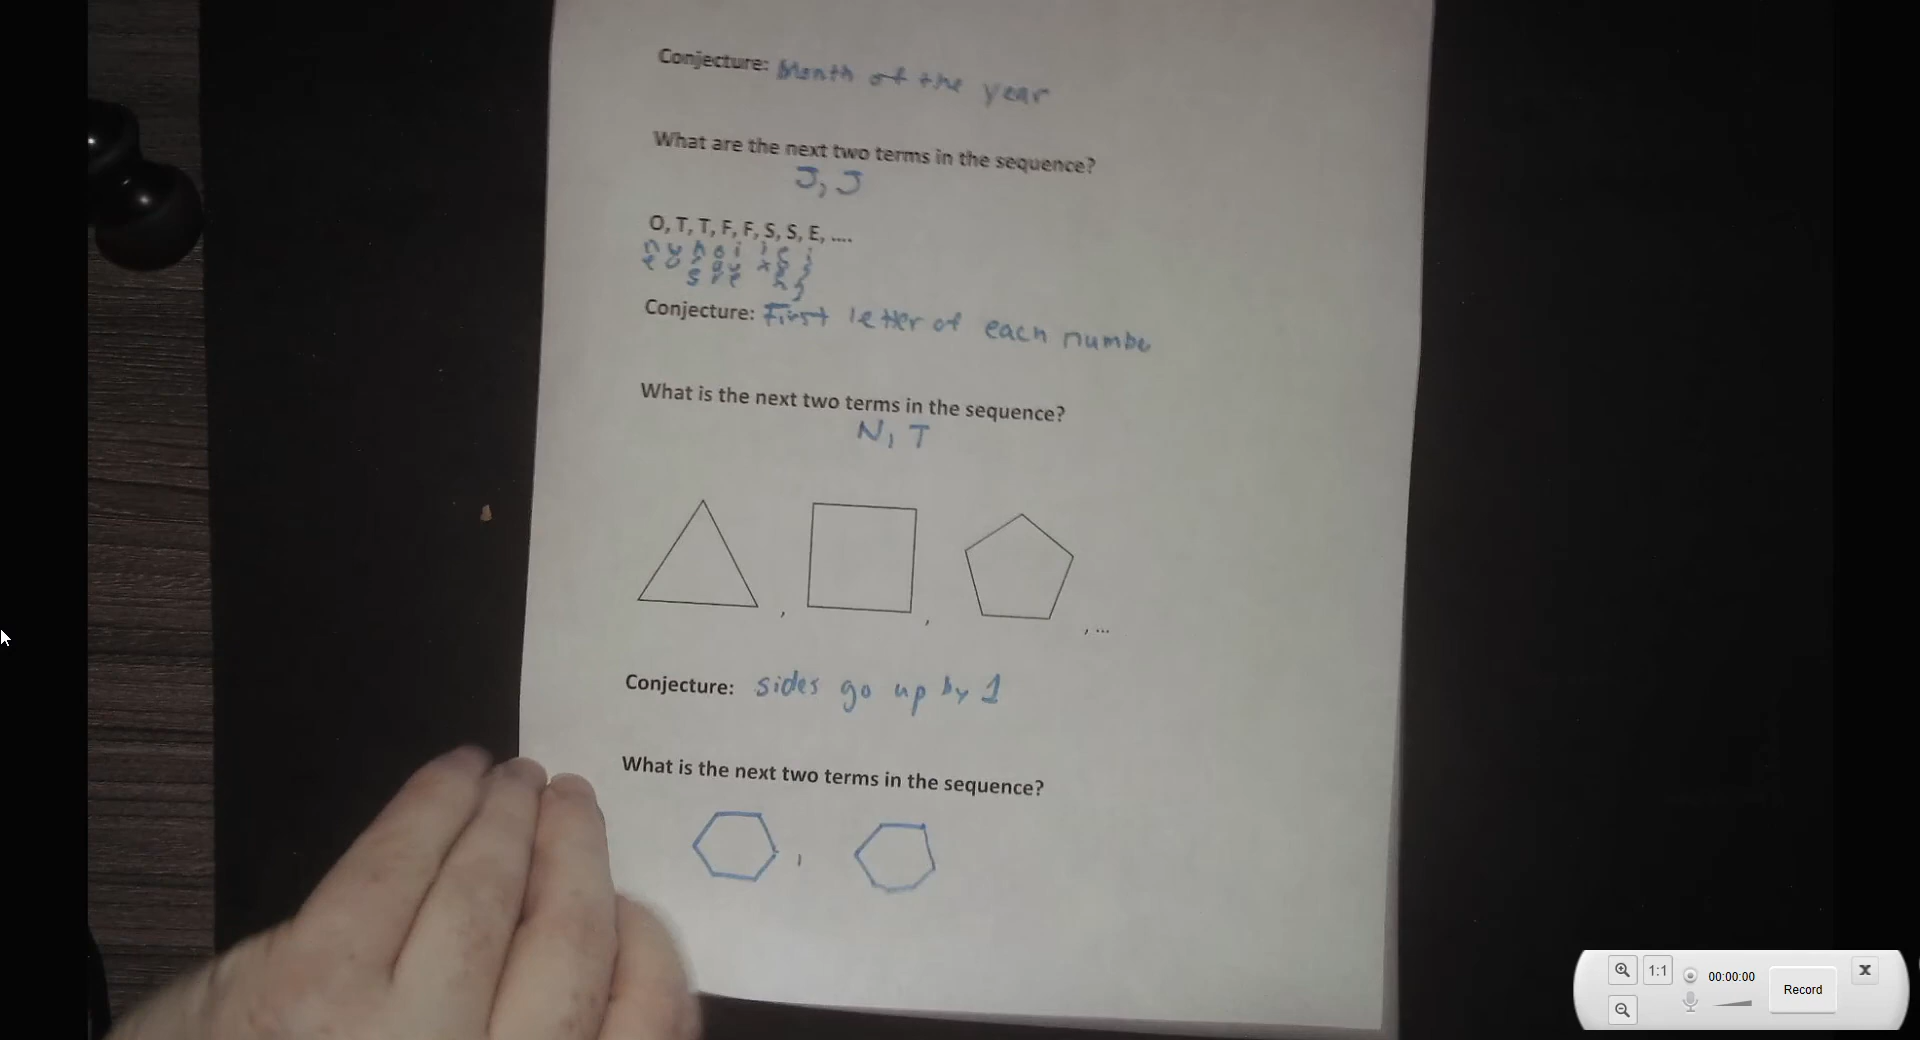 Conjecture: Month of the year
What are the next two terms in the sequence?
J, J
O, T, T, F, F, S, S, E, ....
Conjecture: First letter of each numbe
What is the next two terms in the sequence?
N, T
, , , ...
Conjecture: sides go up by 1
What is the next two terms in the sequence?
,
1:1 00:00:00 Record X